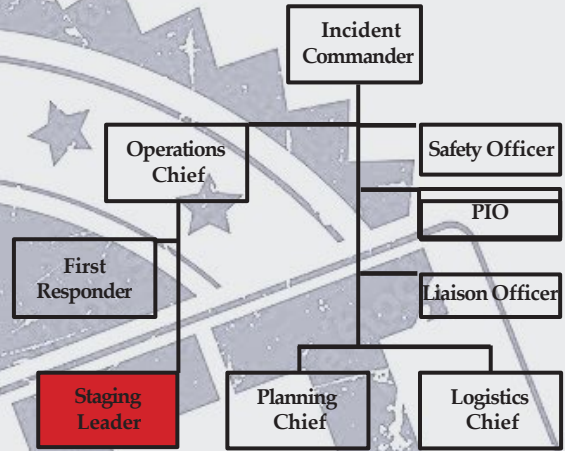 Incident
Commander
Operations
Chief
Safety Officer
PIO
First
Responder
Liaison Officer
Staging
Leader
Planning
Chief
Logistics
Chief